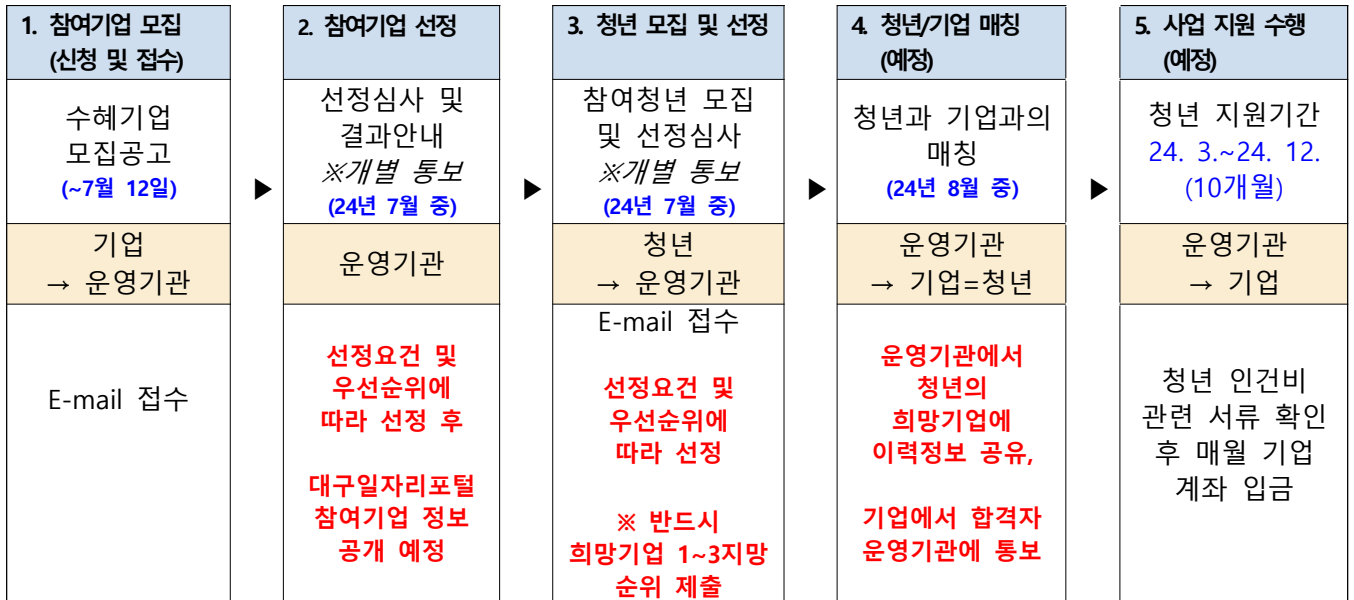 1. 참여기업 모집
(신청 및 접수)
수혜기업
모집공고
(~7월 12일)
기업
→ 운영기관
E-mail 접수
▶
2. 참여기업 선정
선정심사 및
결과안내
※개별 통보
(24년 7월 중)
운영기관
선정요건 및
우선순위에
따라 선정 후
대구일자리포털
참여기업 정보
공개 예정
▶
3. 청년 모집 및 선정
참여청년 모집
및 선정심사
※개별 통보
(24년 7월 중)
청년
→ 운영기관
E-mail 접수
선정요건 및
우선순위에
따라 선정
※ 반드시
희망기업 1~3지망
순위 제출
▶
4. 청년/기업 매칭
(예정)
청년과 기업과의
매칭
(24년 8월 중)
운영기관
→ 기업=청년
운영기관에서
청년의
희망기업에
이력정보 공유,
기업에서 합격자
운영기관에 통보
▶
5. 사업 지원 수행
(예정)
청년 지원기간
24. 3.~24. 12.
(10개월)
운영기관
→ 기업
청년 인건비
관련 서류 확인
후 매월 기업
계좌 입금